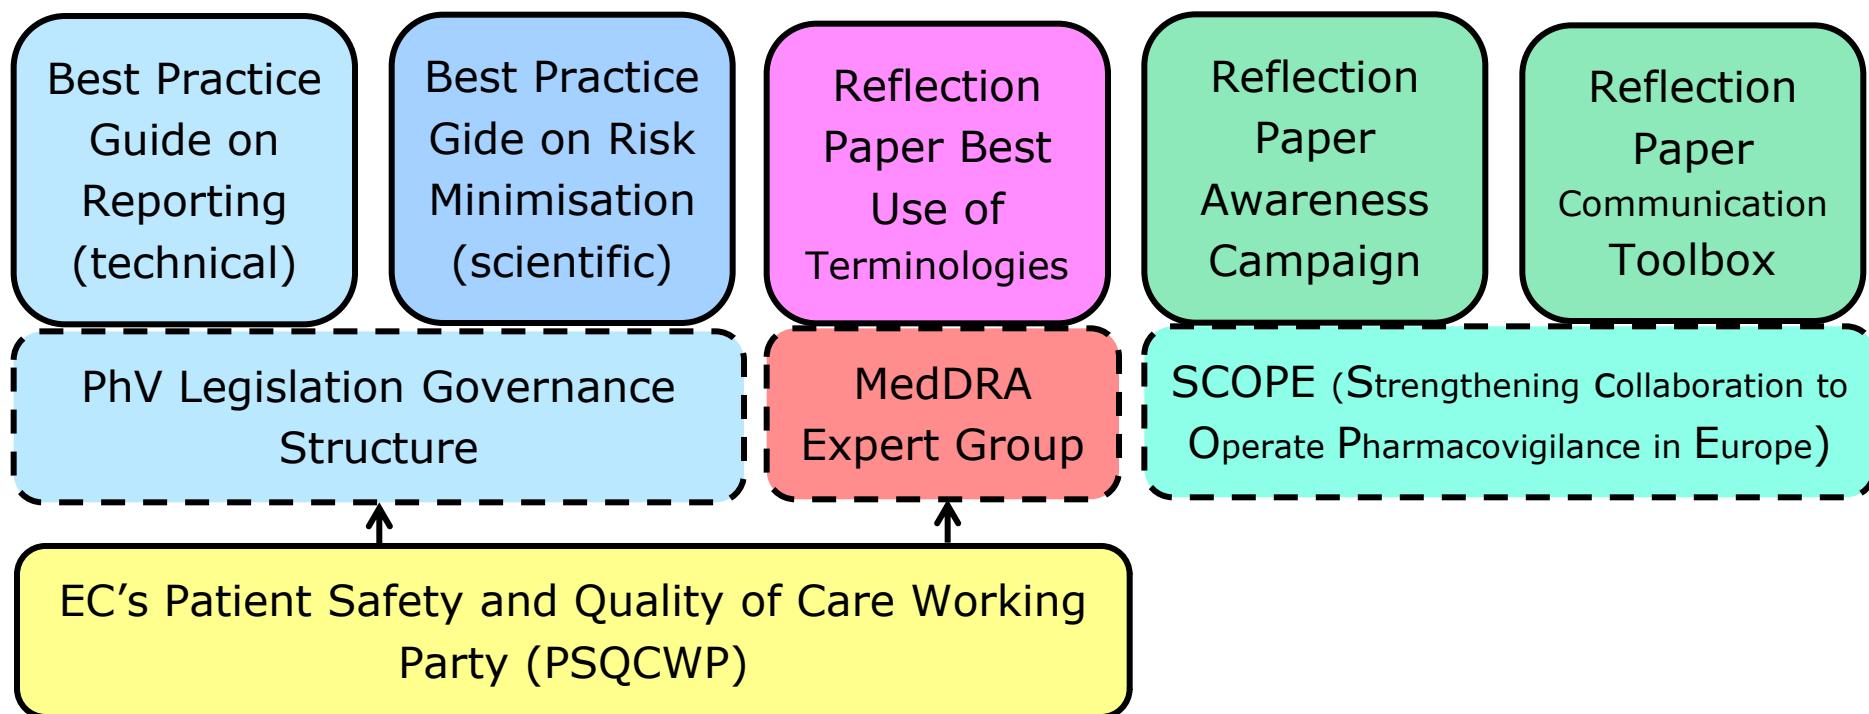 Best Practice
Guide on
Reporting
(technical)
Best Practice
Gide on Risk
Minimisation
(scientific)
Reflection
Paper Best
Use of
Terminologies
Reflection
Paper
Awareness
Campaign
Reflection
Paper
Communication
Toolbox
PhV Legislation Governance
Structure
MedDRA
Expert Group
SCOPE (Strengthening Collaboration to
Operate Pharmacovigilance in Europe)
EC’s Patient Safety and Quality of Care Working
Party (PSQCWP)